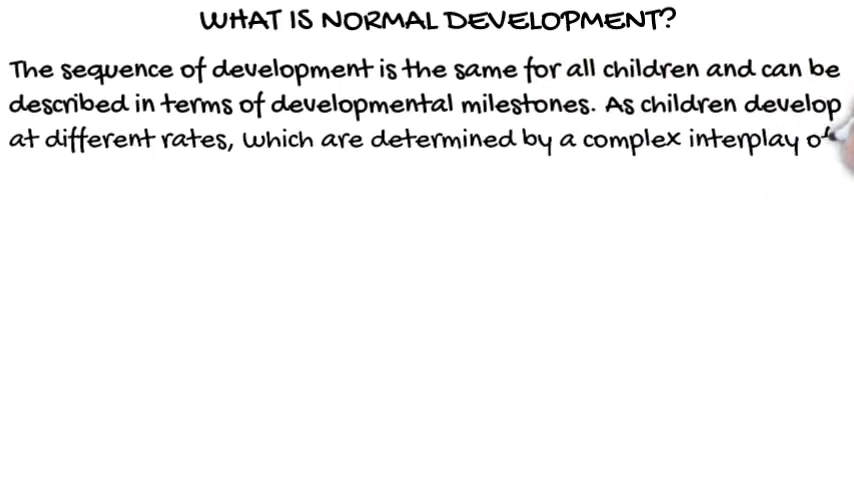 WHAT IS NORMAL DEVELOPMENT?
The sequence of development is the same for all children and can be
described in terms of developmental milestones. As children develop
at different rates, which are determined by a complex interplay